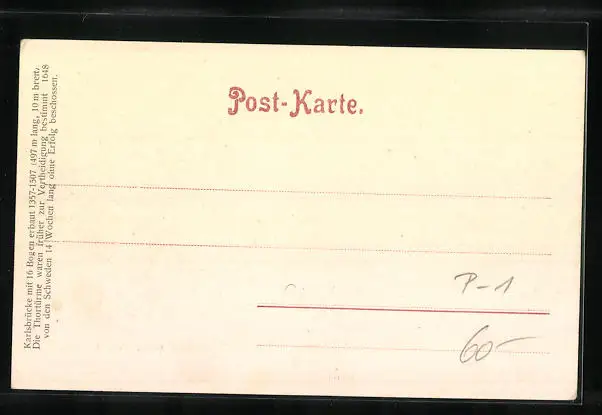 Post-Karte.
Karlsbrücke mit 16 Bogen erbaut 1357-1507 (497 m lang, 10 m breit,
Die Thortürme waren früher zur Vertheidigung bestimmt 1648
von den Schweden 14 Wochen lang ohne Erfolg beschossen.
P-1
60-